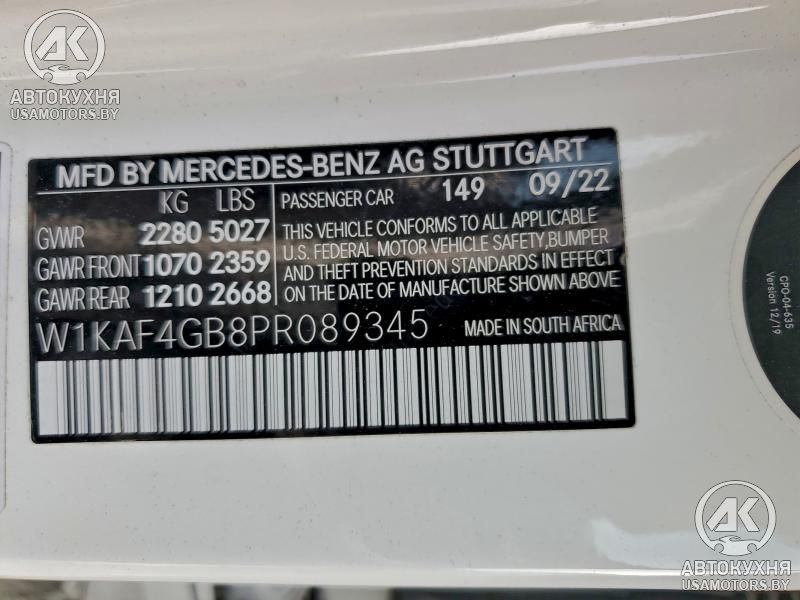 AK
АВТОКУХНЯ
USAMOTORS.BY
MFD BY MERCEDES-BENZ AG STUTTGART
KG LBS
PASSENGER CAR 149 09/22
GVWR 2280 5027
GAWR FRONT 1070 2359
GAWR REAR 1210 2668
THIS VEHICLE CONFORMS TO ALL APPLICABLE
U.S. FEDERAL MOTOR VEHICLE SAFETY, BUMPER
AND THEFT PREVENTION STANDARDS IN EFFECT
ON THE DATE OF MANUFACTURE SHOWN ABOVE
W1KAF4GB8PR089345 MADE IN SOUTH AFRICA
CPO-04-635
Version 12/19
AK
АВТОКУХНЯ
USAMOTORS.BY